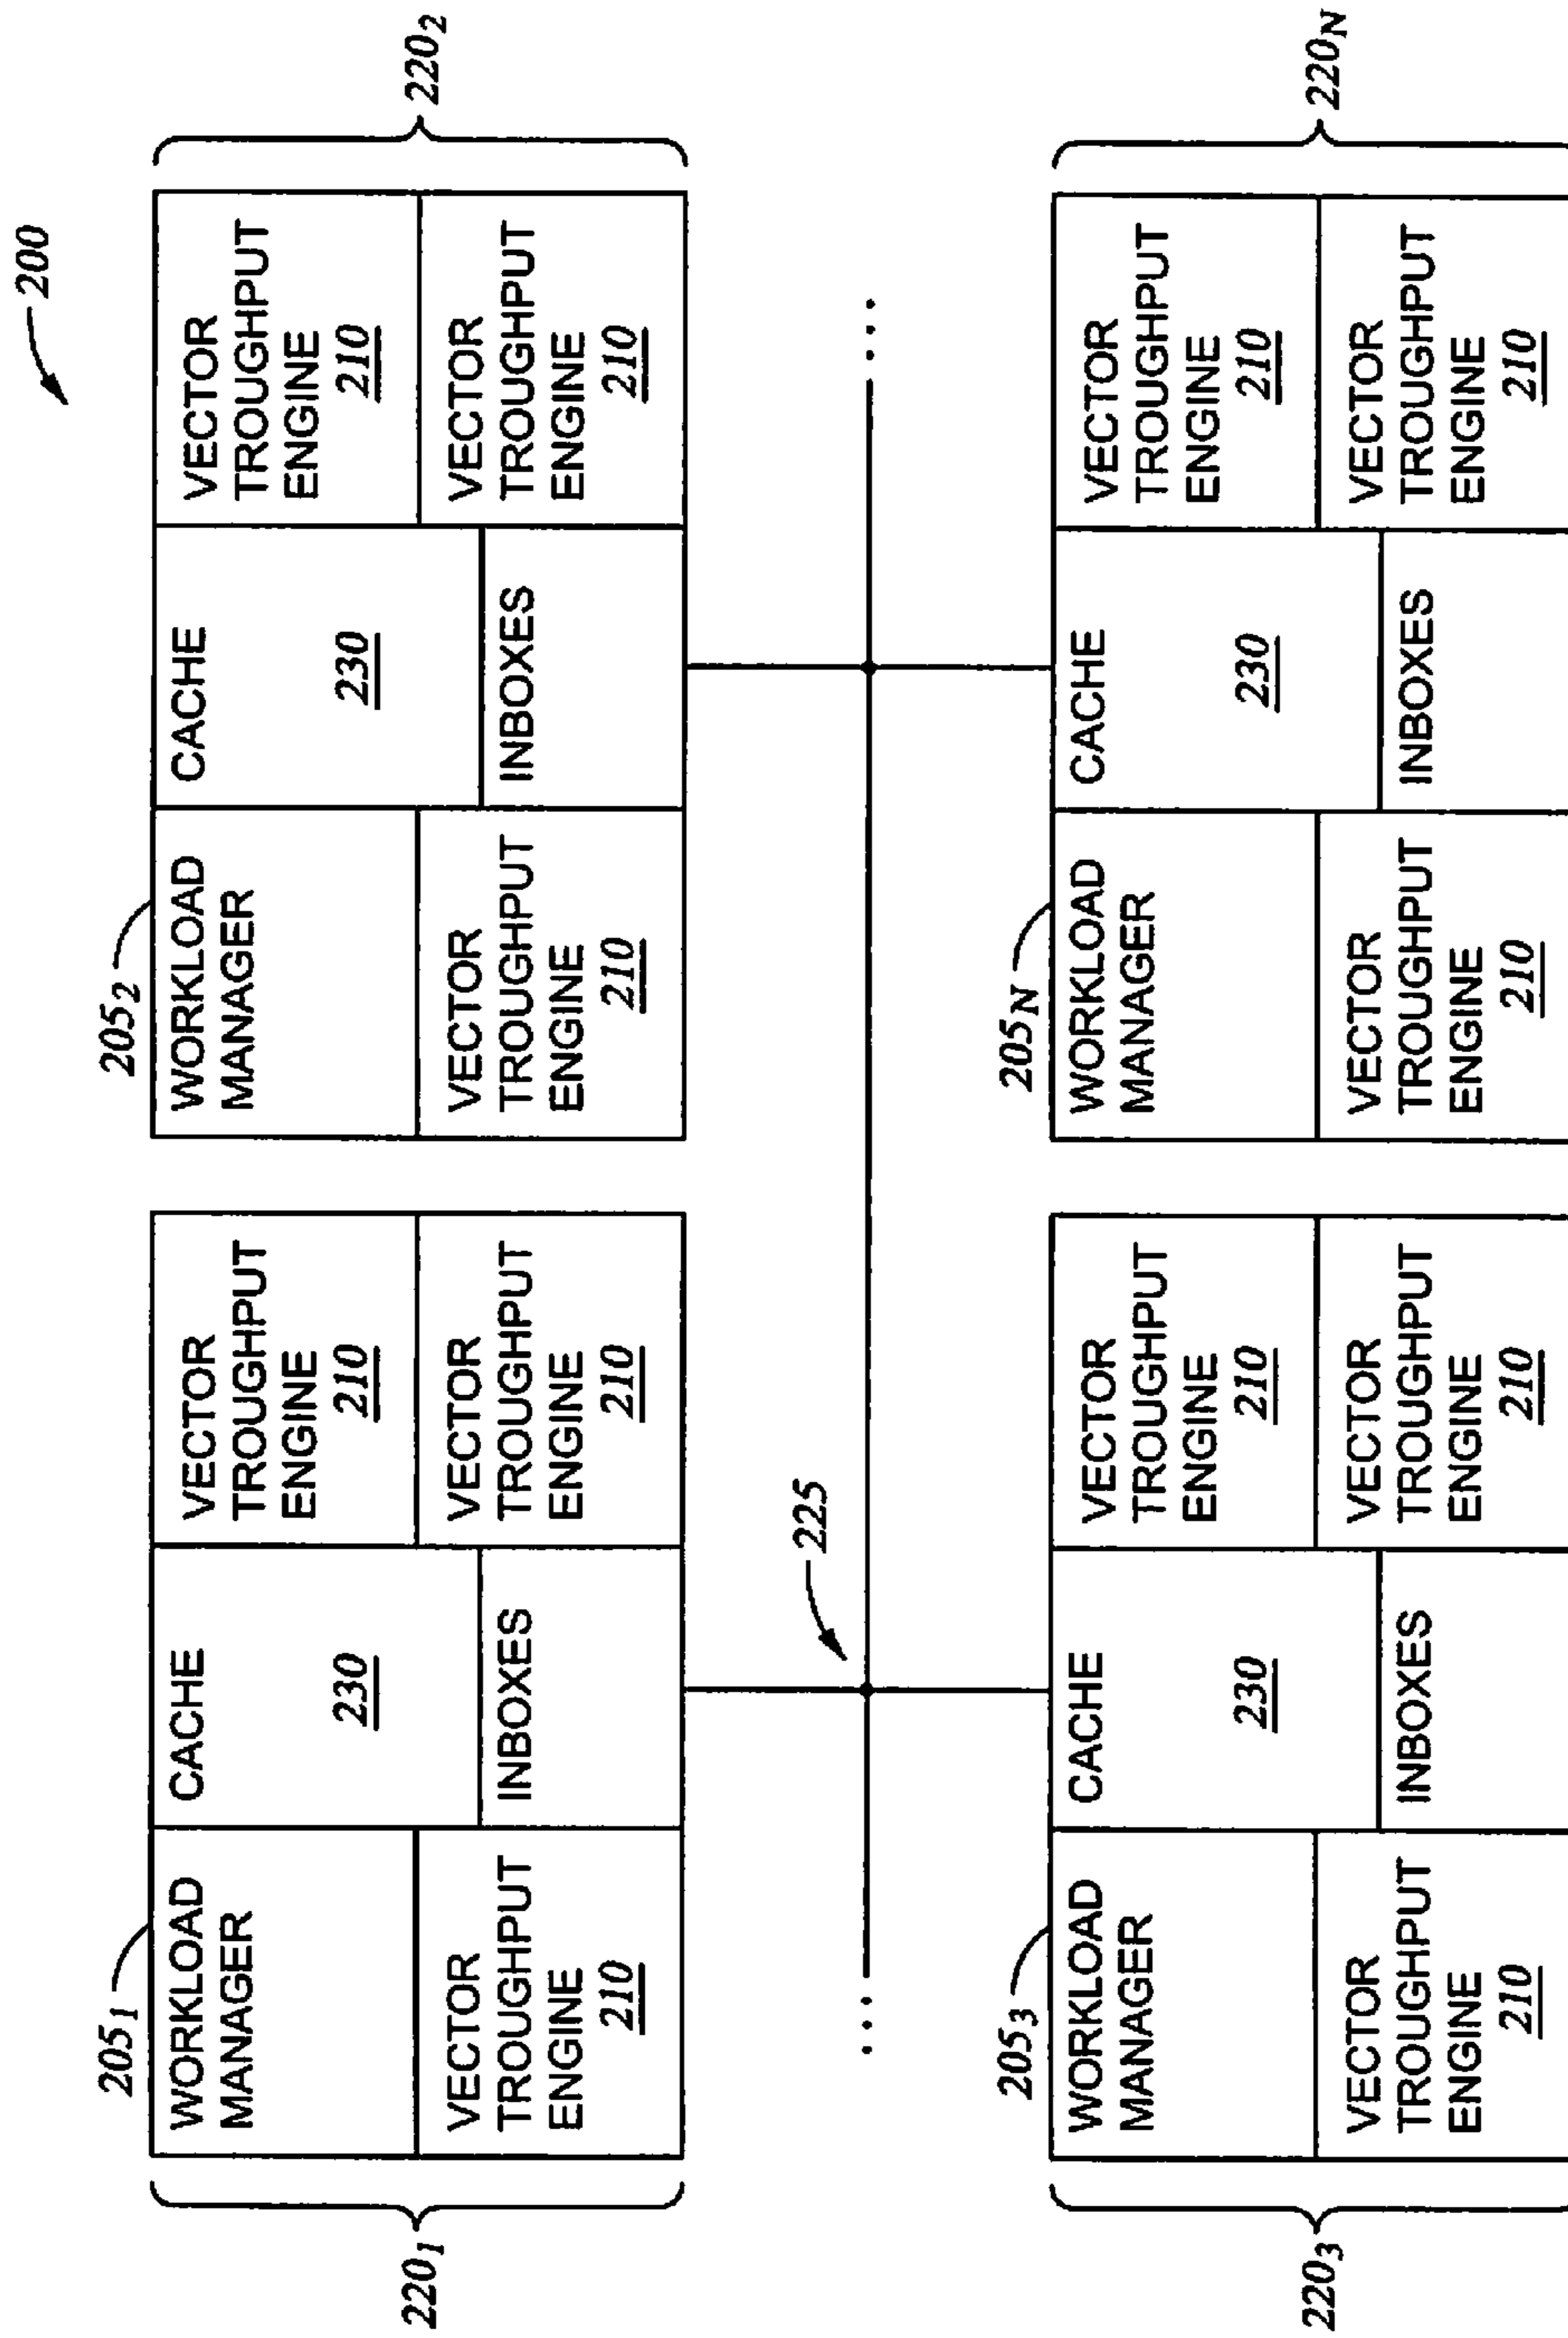 200
205₁
WORKLOAD
MANAGER
VECTOR
TROUGHPUT
ENGINE
210
CACHE
230
INBOXES
VECTOR
TROUGHPUT
ENGINE
210
VECTOR
TROUGHPUT
ENGINE
210
220₁
205₂
WORKLOAD
MANAGER
VECTOR
TROUGHPUT
ENGINE
210
CACHE
230
INBOXES
VECTOR
TROUGHPUT
ENGINE
210
VECTOR
TROUGHPUT
ENGINE
210
220₂
...
225
...
205₃
WORKLOAD
MANAGER
VECTOR
TROUGHPUT
ENGINE
210
CACHE
230
INBOXES
VECTOR
TROUGHPUT
ENGINE
210
VECTOR
TROUGHPUT
ENGINE
210
220₃
205N
WORKLOAD
MANAGER
VECTOR
TROUGHPUT
ENGINE
210
CACHE
230
INBOXES
VECTOR
TROUGHPUT
ENGINE
210
VECTOR
TROUGHPUT
ENGINE
210
220N